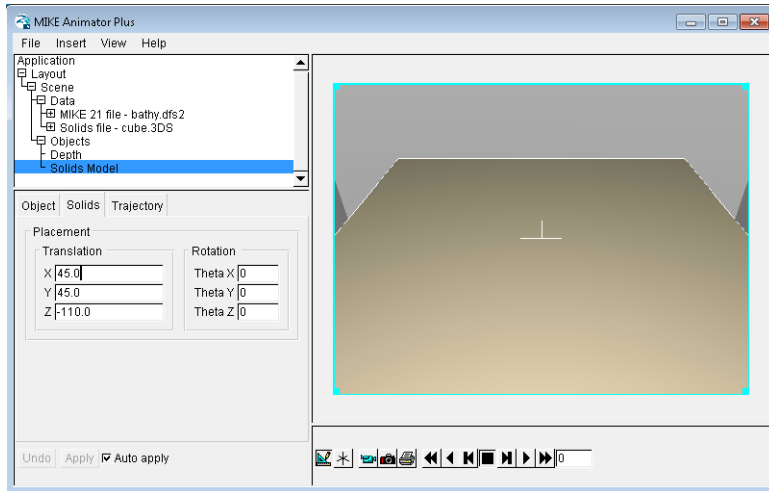 MIKE Animator Plus
File Insert View Help
Application
Layout
Scene
Data
MIKE 21 file - bathy.dfs2
Solids file - cube.3DS
Objects
Depth
Solids Model
Object Solids Trajectory
Placement
Translation Rotation
X 45.0 Theta X 0
Y 45.0 Theta Y 0
Z -110.0 Theta Z 0
Undo Apply Auto apply
0